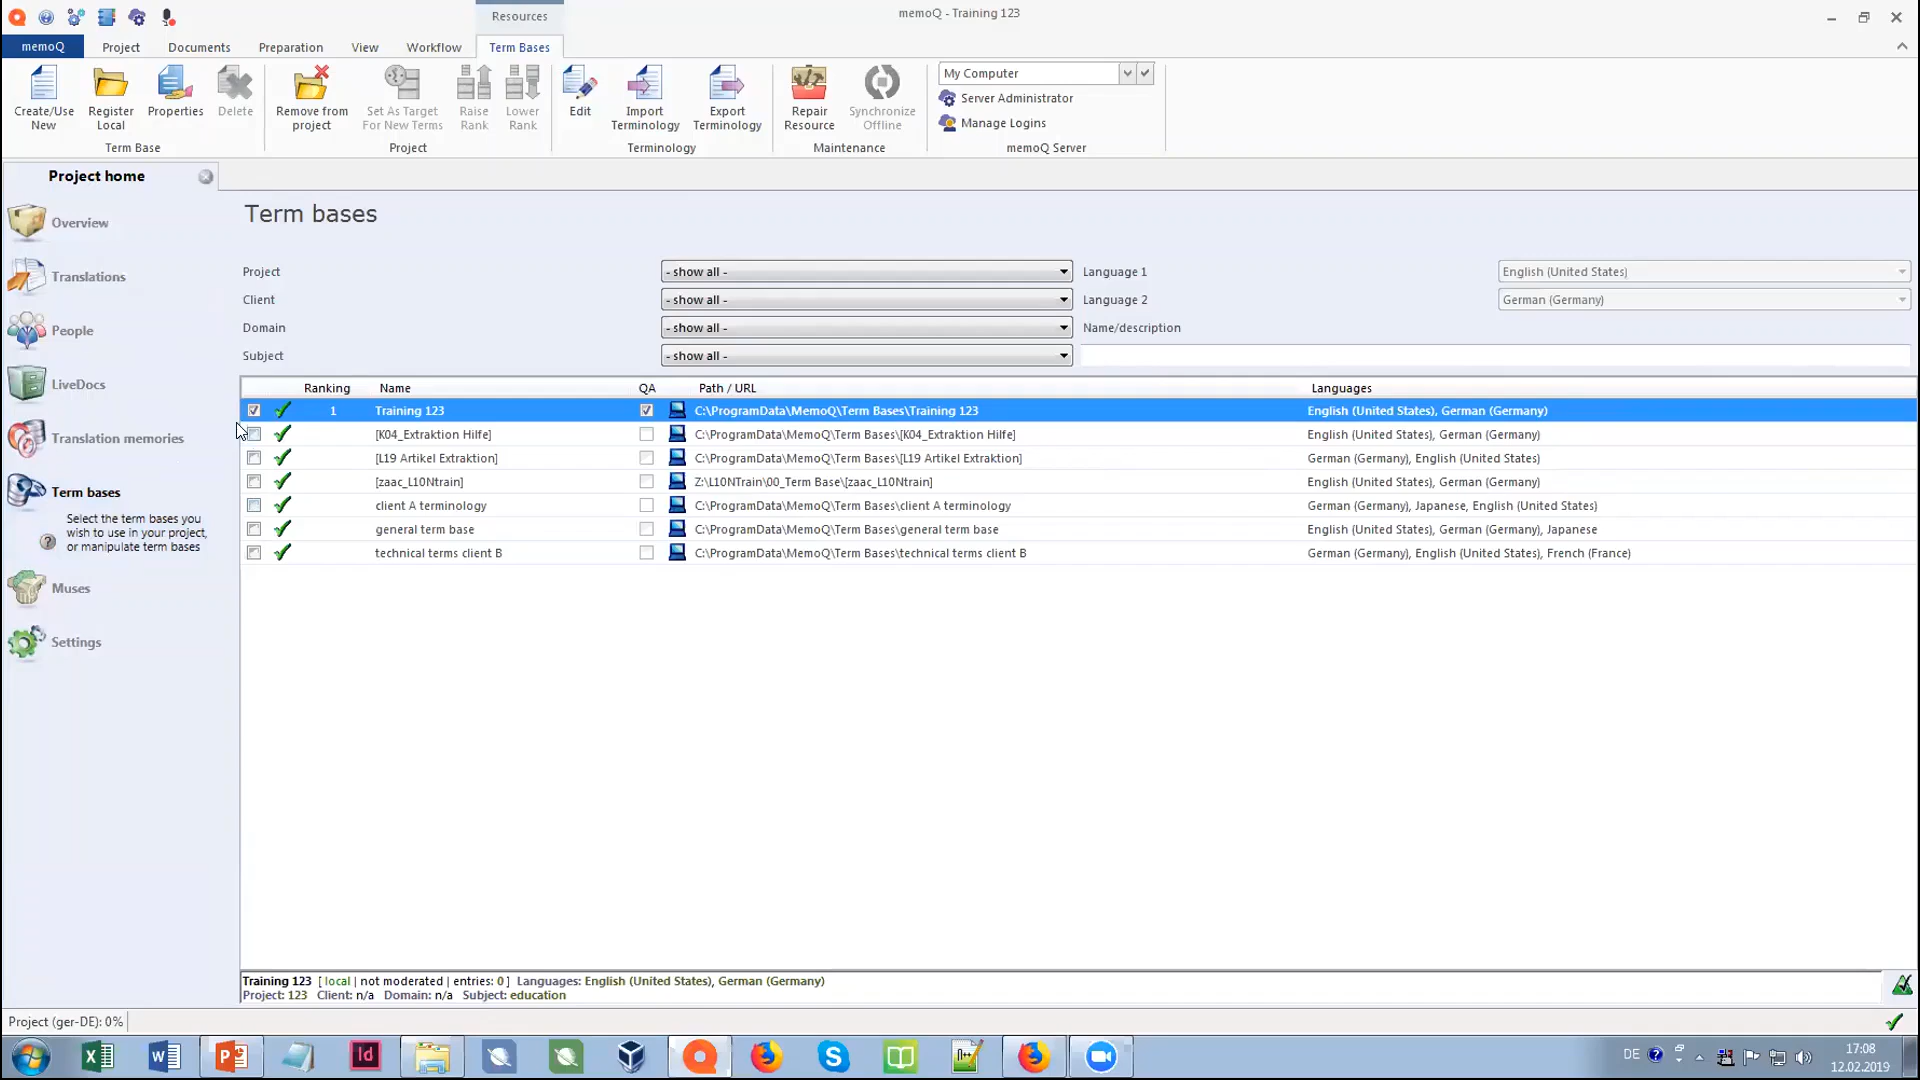 Resources
memoQ - Training 123
memoQ
Project
Documents
Preparation
View
Workflow
Term Bases
Create/Use New
Register Local
Properties
Delete
Term Base
Remove from project
Set As Target For New Terms
Raise Rank
Lower Rank
Project
Edit
Import Terminology
Export Terminology
Terminology
Repair Resource
Synchronize Offline
Maintenance
My Computer
Server Administrator
Manage Logins
memoQ Server
Project home
Overview
Translations
People
LiveDocs
Translation memories
Term bases
Select the term bases you
wish to use in your project,
or manipulate term bases
Muses
Settings
Term bases
Project - show all - Language 1 English (United States)
Client - show all - Language 2 German (Germany)
Domain - show all - Name/description
Subject - show all -
Ranking Name QA Path / URL Languages
1 Training 123 C:\ProgramData\MemoQ\Term Bases\Training 123 English (United States), German (Germany)
[K04_Extraktion Hilfe] C:\ProgramData\MemoQ\Term Bases\[K04_Extraktion Hilfe] English (United States), German (Germany)
[L19 Artikel Extraktion] C:\ProgramData\MemoQ\Term Bases\[L19 Artikel Extraktion] German (Germany), English (United States)
[zaac_L10Ntrain] Z:\L10NTrain\00_Term Base\[zaac_L10Ntrain] English (United States), German (Germany)
client A terminology C:\ProgramData\MemoQ\Term Bases\client A terminology German (Germany), Japanese, English (United States)
general term base C:\ProgramData\MemoQ\Term Bases\general term base English (United States), German (Germany), Japanese
technical terms client B C:\ProgramData\MemoQ\Term Bases\technical terms client B German (Germany), English (United States), French (France)
Training 123 [ local | not moderated | entries: 0 ] Languages: English (United States), German (Germany)
Project: 123 Client: n/a Domain: n/a Subject: education
Project (ger-DE): 0%
DE
17:08
12.02.2019